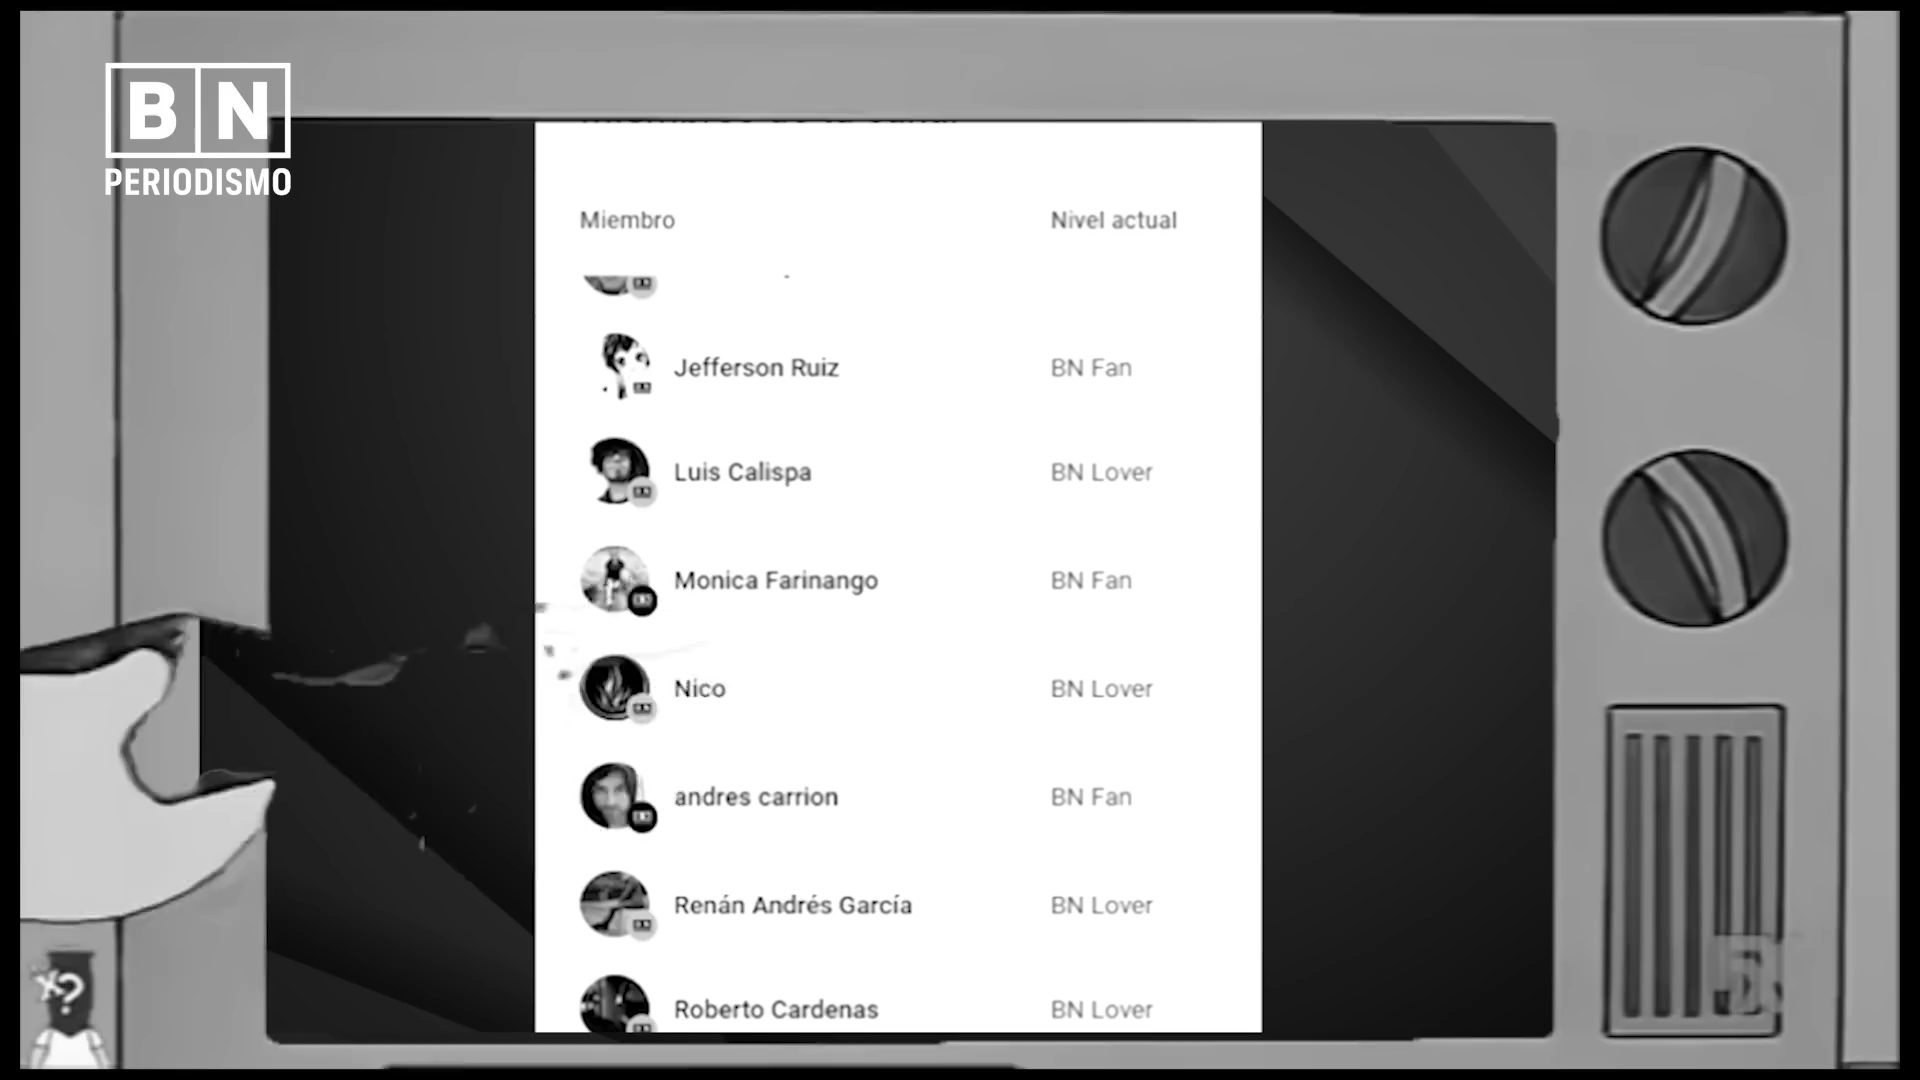 B N
PERIODISMO
Miembro Nivel actual
Jefferson Ruiz BN Fan
Luis Calispa BN Lover
Monica Farinango BN Fan
Nico BN Lover
andres carrion BN Fan
Renán Andrés García BN Lover
Roberto Cardenas BN Lover
x?